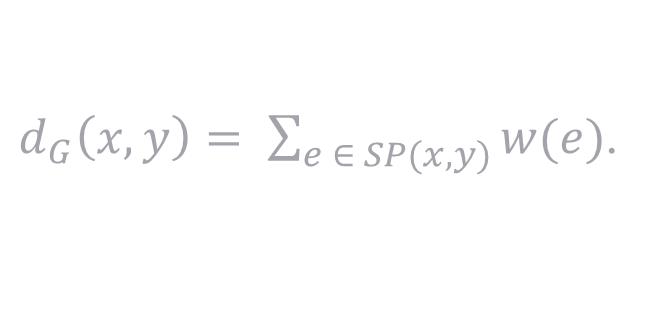 d_G(x, y) = ∑_{e ∈ SP(x,y)} w(e).